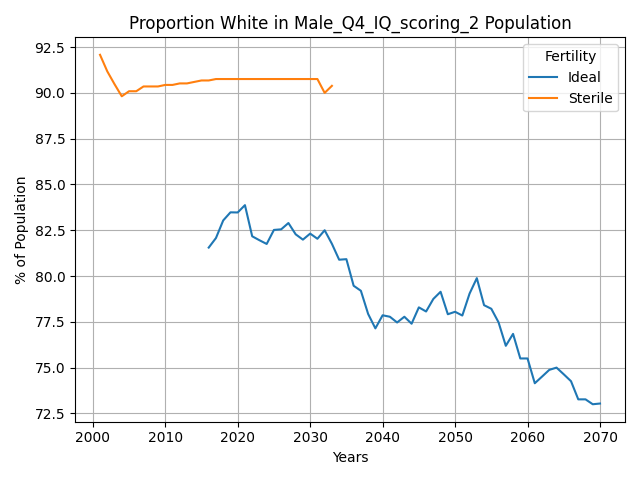 Proportion White in Male_Q4_IQ_scoring_2 Population
Fertility
Ideal
Sterile
% of Population
92.5
90.0
87.5
85.0
82.5
80.0
77.5
75.0
72.5
2000 2010 2020 2030 2040 2050 2060 2070
Years